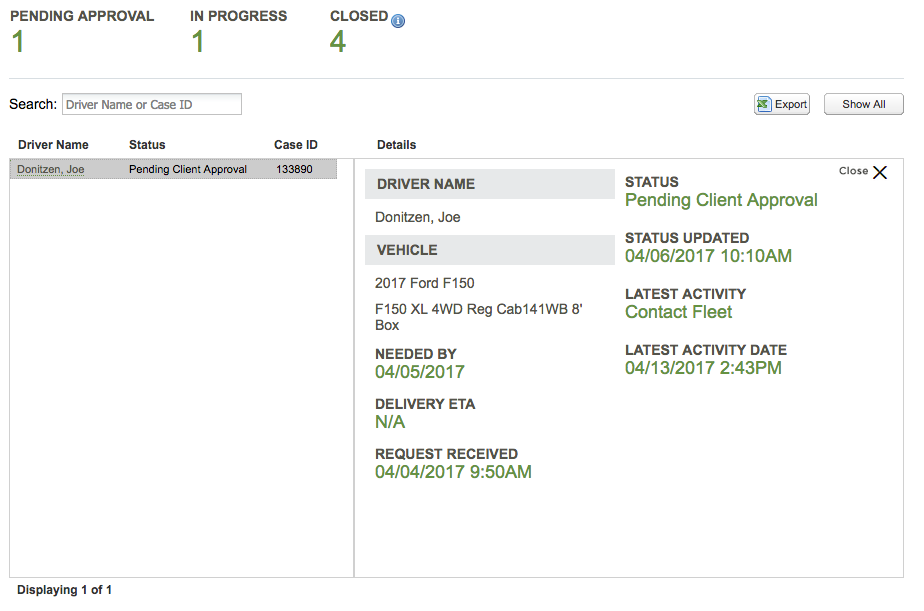 PENDING APPROVAL
1
IN PROGRESS
1
CLOSED
4
Search: Driver Name or Case ID
Export
Show All
Driver Name Status Case ID Details
Donitzen, Joe Pending Client Approval 133890
Close
DRIVER NAME
Donitzen, Joe
VEHICLE
2017 Ford F150
F150 XL 4WD Reg Cab141WB 8'
Box
NEEDED BY
04/05/2017
DELIVERY ETA
N/A
REQUEST RECEIVED
04/04/2017 9:50AM
STATUS
Pending Client Approval
STATUS UPDATED
04/06/2017 10:10AM
LATEST ACTIVITY
Contact Fleet
LATEST ACTIVITY DATE
04/13/2017 2:43PM
Displaying 1 of 1